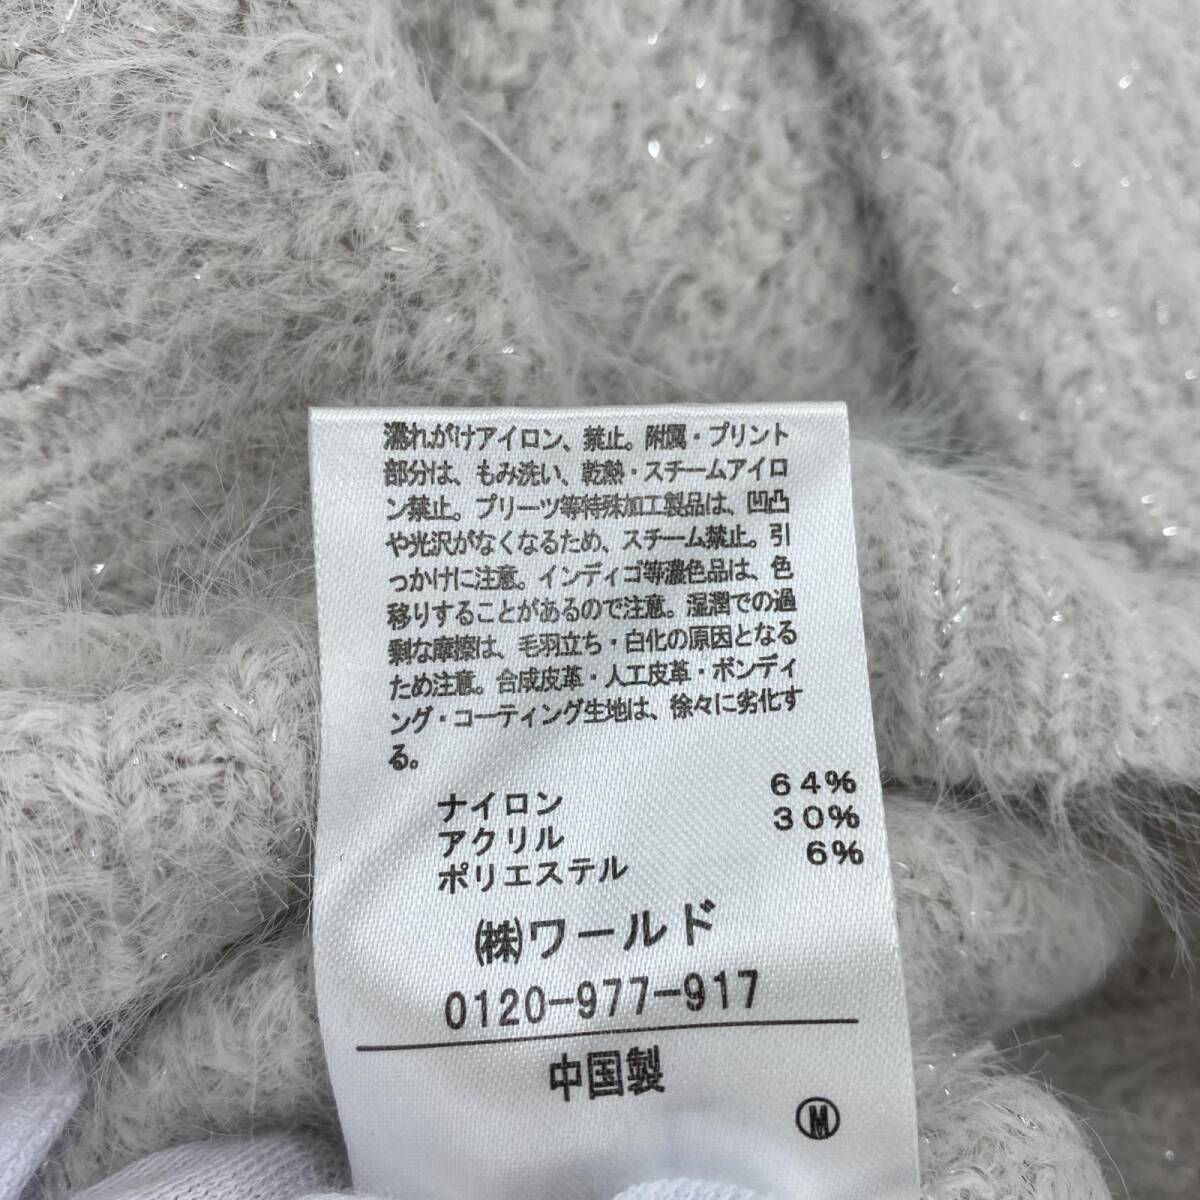 濡れがけアイロン、禁止。附属・プリント
部分は、もみ洗い、乾熱・スチームアイロ
ン禁止。プリーツ等特殊加工製品は、凹凸
や光沢がなくなるため、スチーム禁止。引
っかけに注意。インディゴ等濃色品は、色
移りすることがあるので注意。湿潤での過
剰な摩擦は、毛羽立ち・白化の原因となる
ため注意。合成皮革・人工皮革・ボンディ
ング・コーティング生地は、徐々に劣化す
る。
ナイロン 64%
アクリル 30%
ポリエステル 6%
㈱ワールド
0120-977-917
中国製
Ⓜ